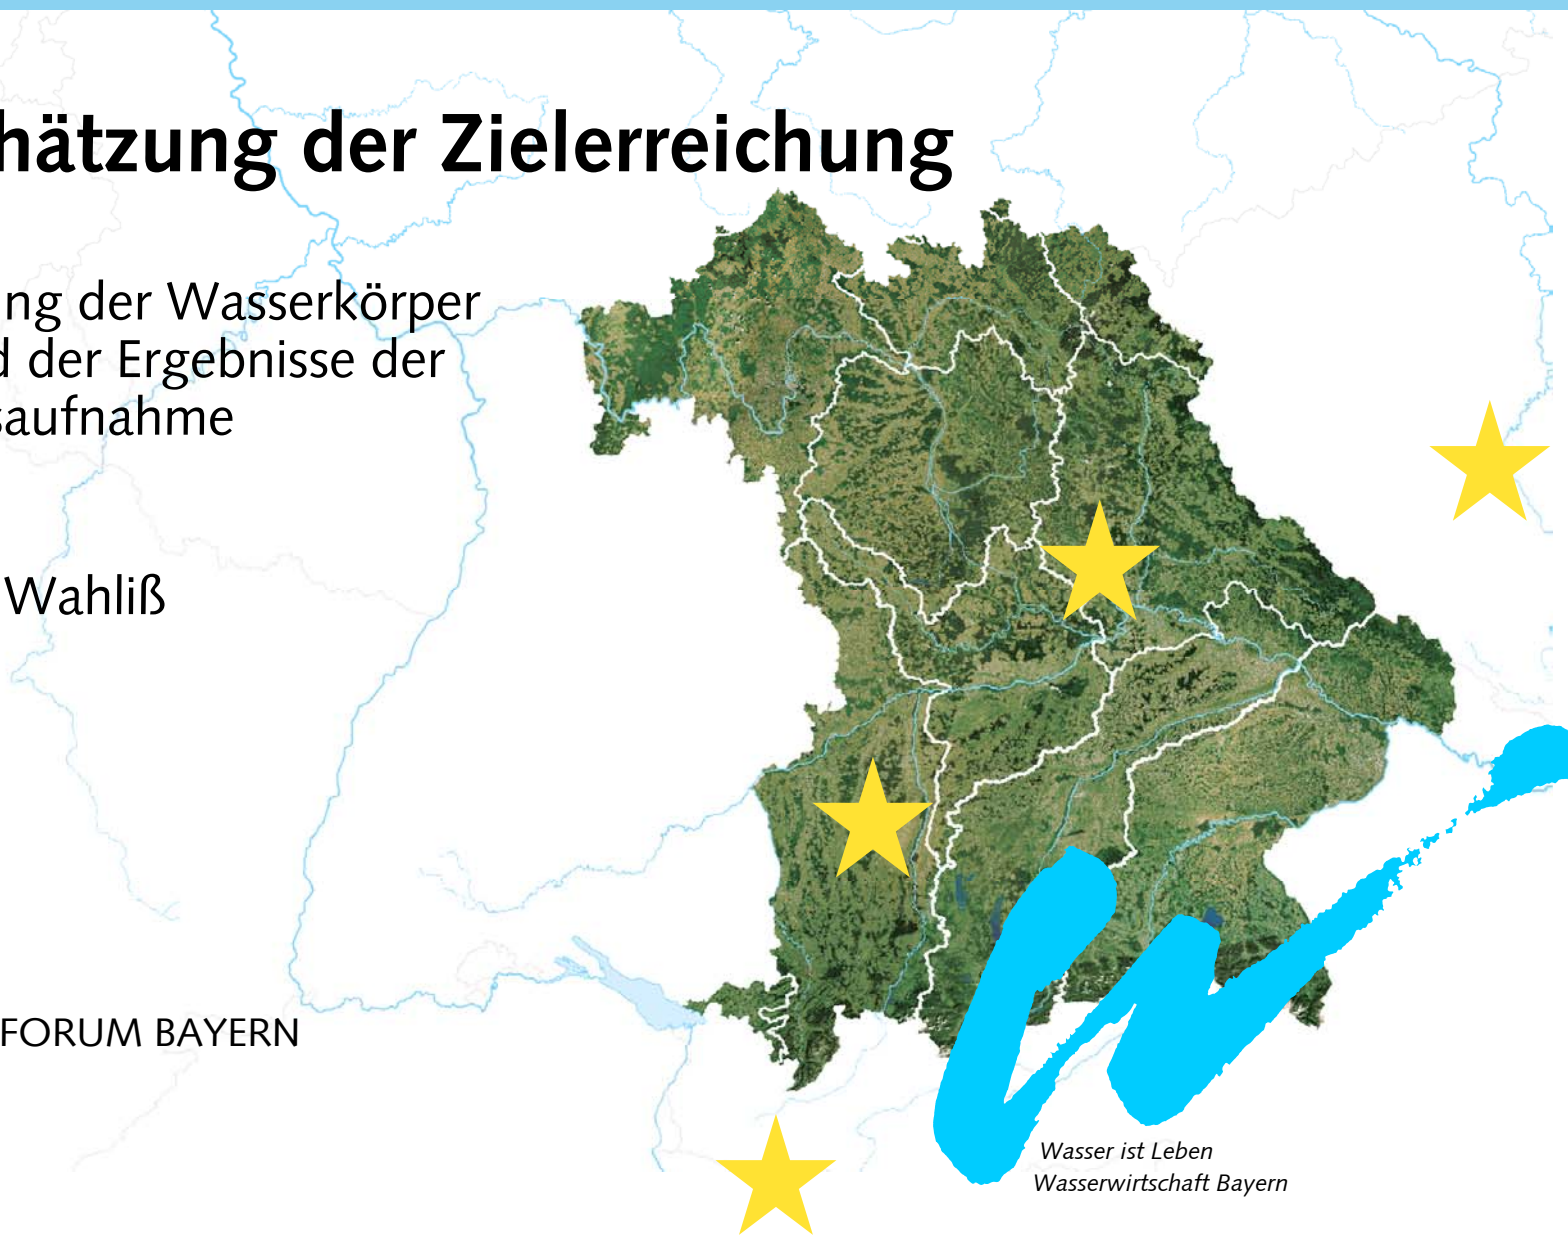 hätzung der Zielerreichung
ng der Wasserkörper
d der Ergebnisse der
saufnahme
Wahliß
FORUM BAYERN
Wasser ist Leben
Wasserwirtschaft Bayern